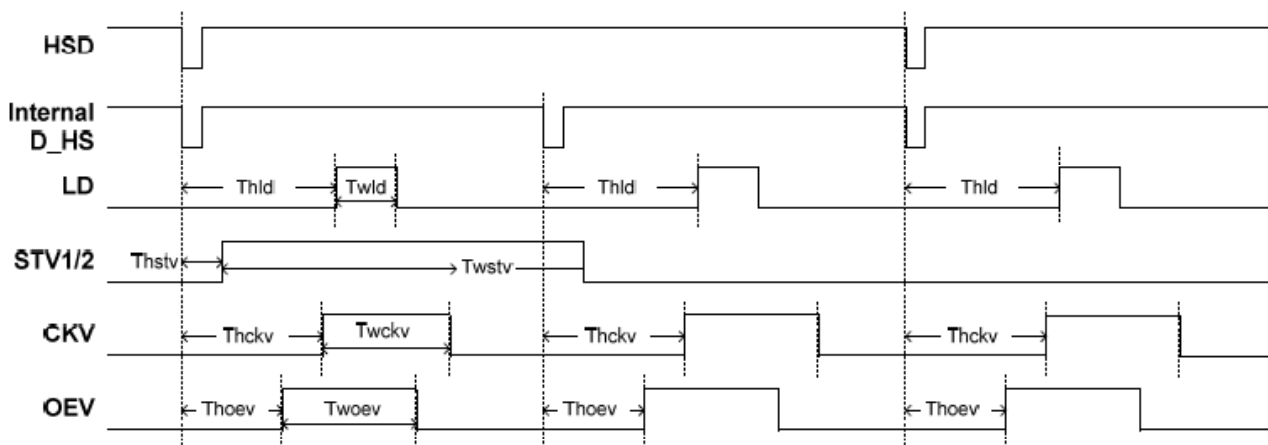 HSD
Internal
D_HS
LD
Thld
Twld
Thld
Thld
STV1/2
Thstv
Twstv
CKV
Thckv
Twckv
Thckv
Thckv
OEV
Thoev
Twoev
Thoev
Thoev